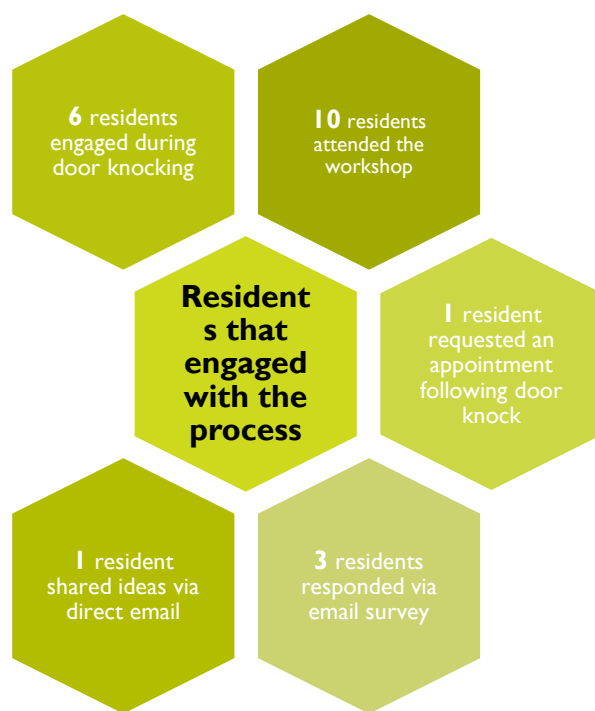 6 residents
engaged during
door knocking
10 residents
attended the
workshop
Resident
s that
engaged
with the
process
1 resident
requested an
appointment
following door
knock
1 resident
shared ideas via
direct email
3 residents
responded via
email survey